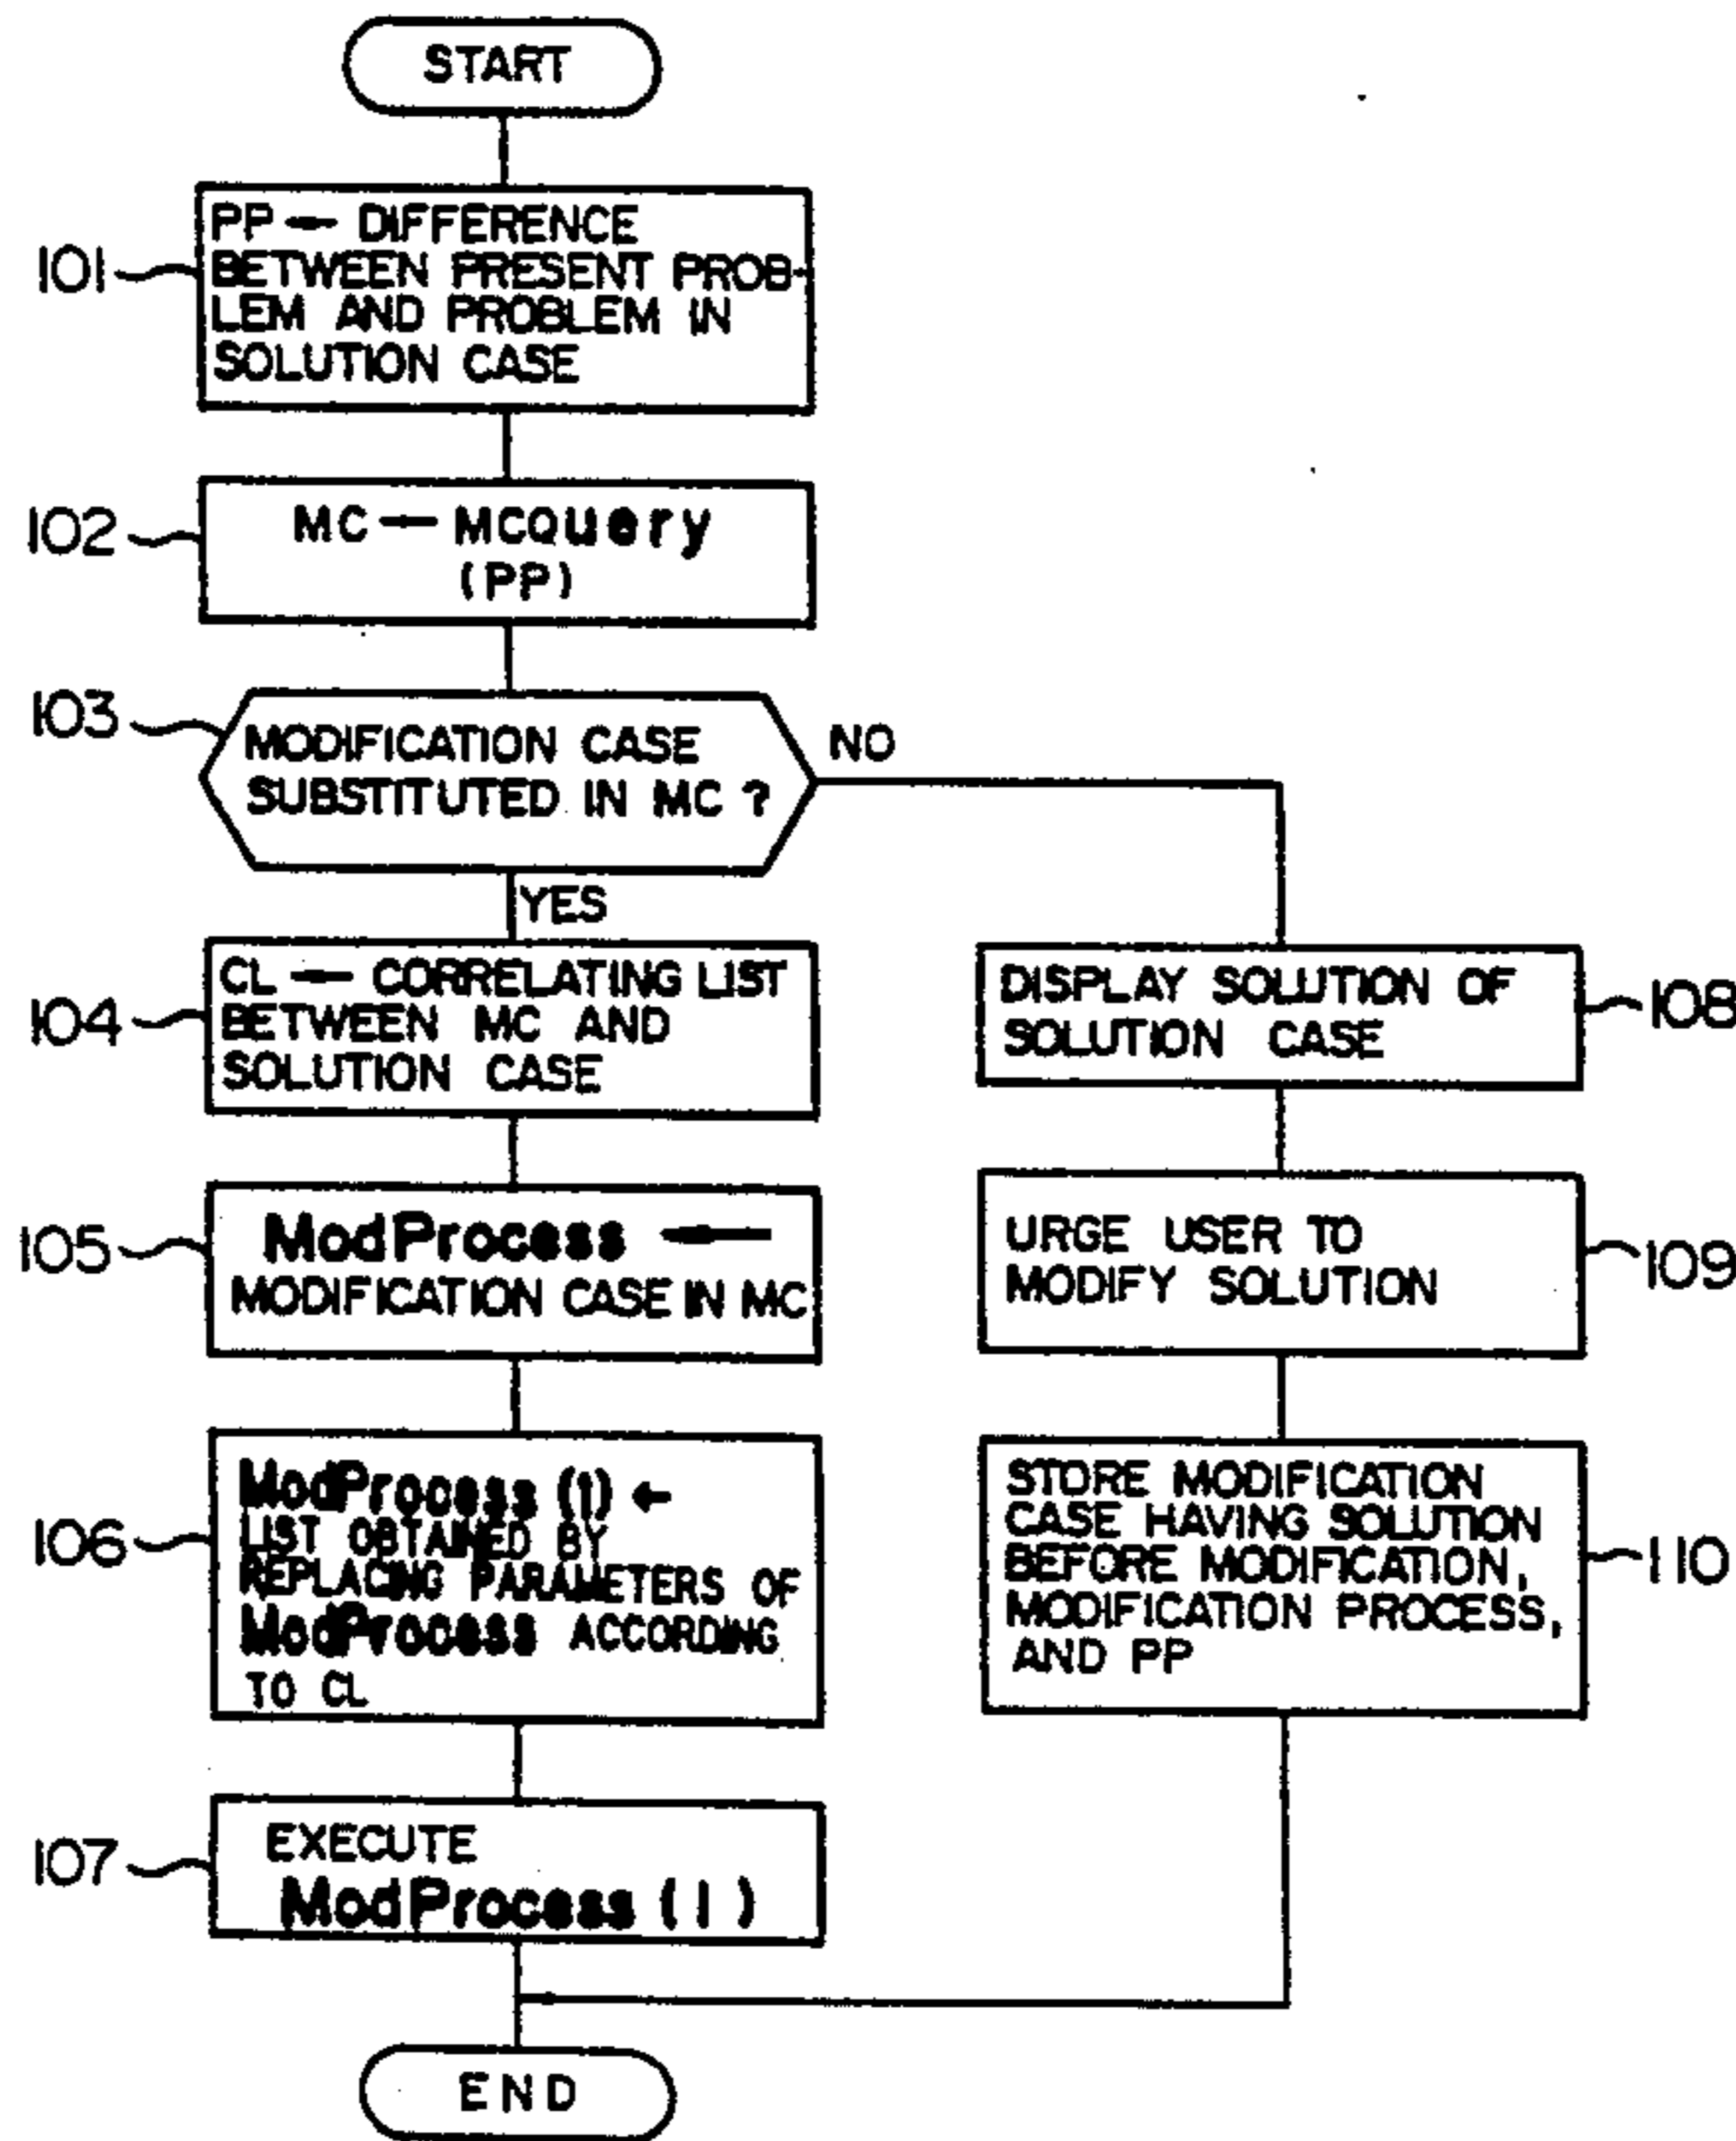 START
101
PP ← DIFFERENCE
BETWEEN PRESENT PROB-
LEM AND PROBLEM IN
SOLUTION CASE
102
MC ← MCQuery
(PP)
103
MODIFICATION CASE
SUBSTITUTED IN MC ?
NO
YES
104
CL ← CORRELATING LIST
BETWEEN MC AND
SOLUTION CASE
105
ModProcess ←
MODIFICATION CASE IN MC
106
ModProcess (1) ←
LIST OBTAINED BY
REPLACING PARAMETERS OF
ModProcess ACCORDING
TO CL
107
EXECUTE
ModProcess (1)
DISPLAY SOLUTION OF
SOLUTION CASE
108
URGE USER TO
MODIFY SOLUTION
109
STORE MODIFICATION
CASE HAVING SOLUTION
BEFORE MODIFICATION,
MODIFICATION PROCESS,
AND PP
110
END